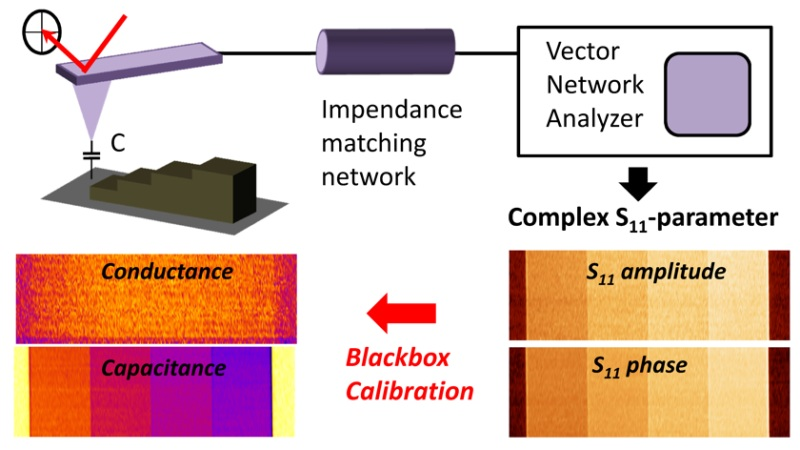 C
Impendance
matching
network
Vector
Network
Analyzer
Complex S₁₁-parameter
Conductance
Capacitance
Blackbox
Calibration
S₁₁ amplitude
S₁₁ phase